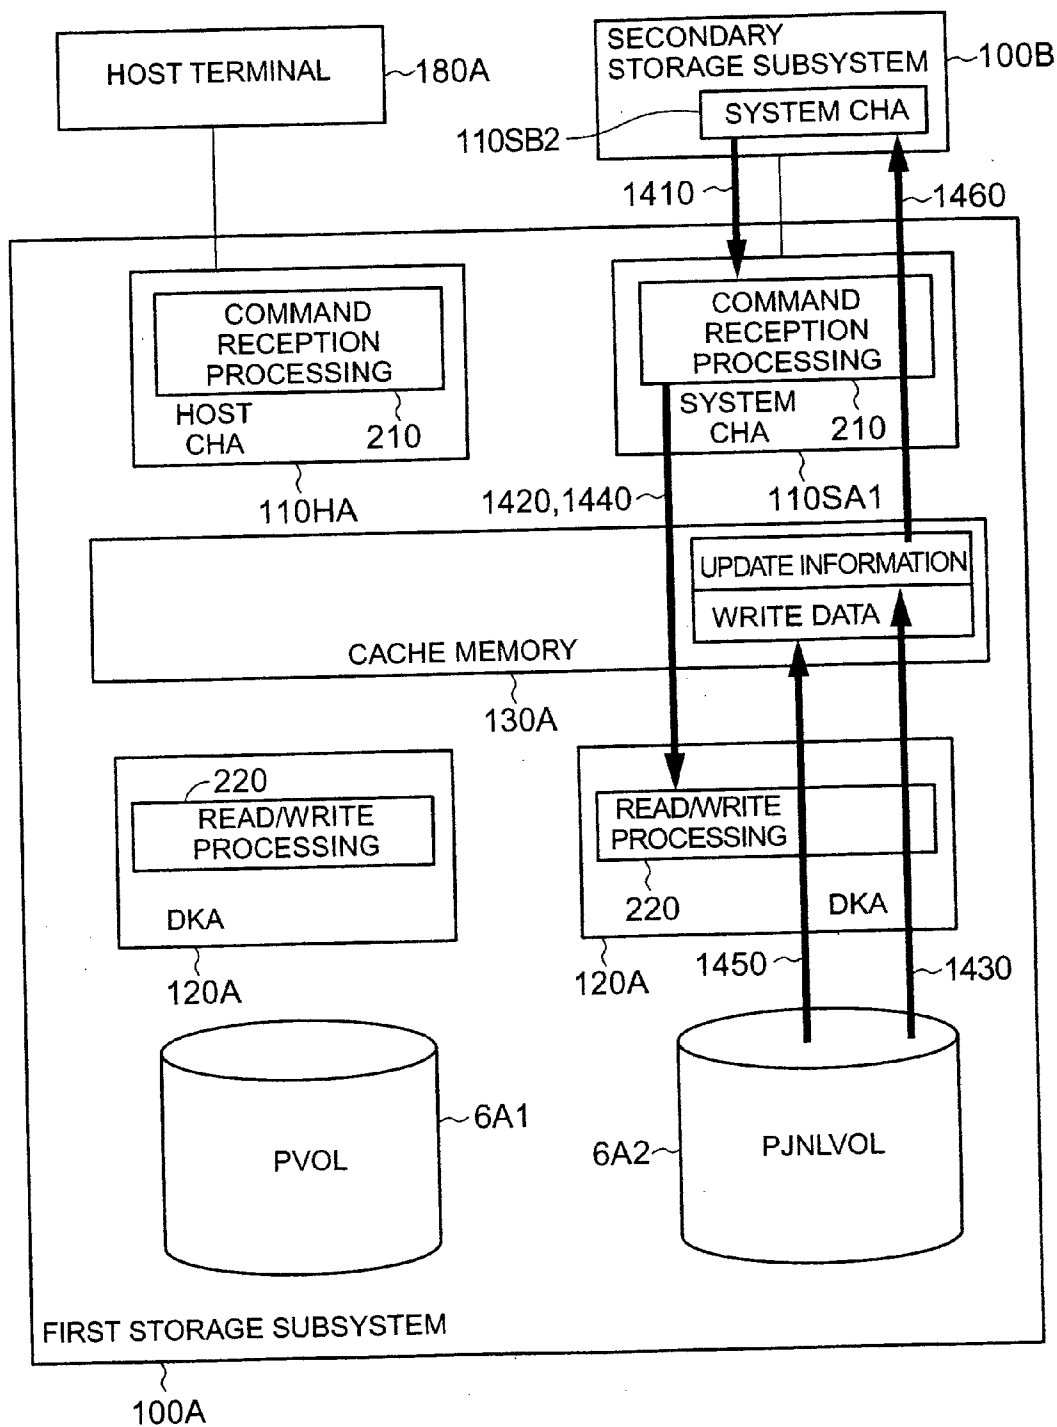 HOST TERMINAL
180A
SECONDARY
STORAGE SUBSYSTEM
100B
SYSTEM CHA
110SB2
1410
1460
COMMAND
RECEPTION
PROCESSING
HOST
CHA
210
110HA
COMMAND
RECEPTION
PROCESSING
SYSTEM
CHA
210
110SA1
1420,1440
UPDATE INFORMATION
WRITE DATA
CACHE MEMORY
130A
220
READ/WRITE
PROCESSING
DKA
120A
READ/WRITE
PROCESSING
220
DKA
120A
1450
1430
PVOL
6A1
6A2
PJNLVOL
FIRST STORAGE SUBSYSTEM
100A